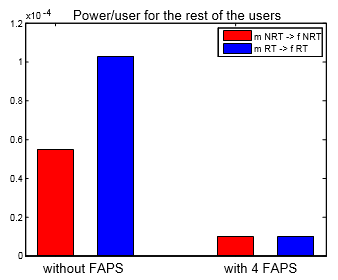 Power/user for the rest of the users
x10⁻⁴
1.2
1
0.8
0.6
0.4
0.2
0
m NRT -> f NRT
m RT -> f RT
without FAPS
with 4 FAPS